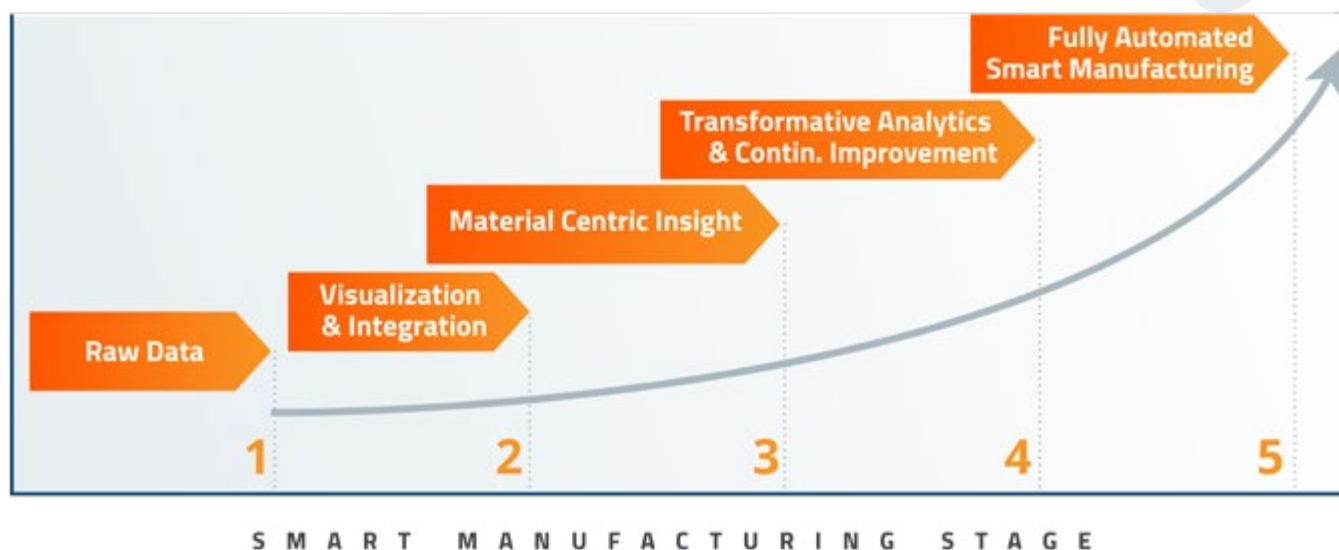 Fully Automated
Smart Manufacturing
Transformative Analytics
& Contin. Improvement
Material Centric Insight
Visualization
& Integration
Raw Data
1 2 3 4 5
SMART MANUFACTURING STAGE